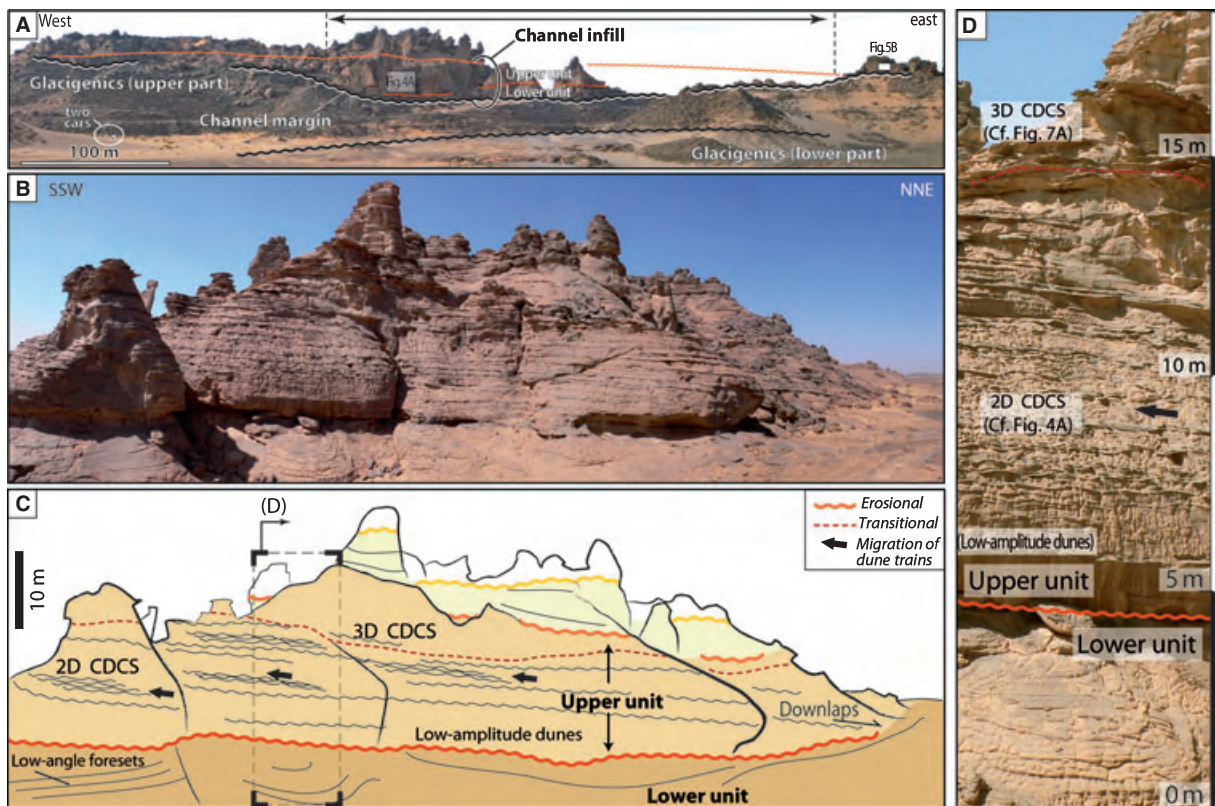 A
West
east
Channel infill
Fig.5B
Fig.4A
Upper unit
Lower unit
Glacigenics (upper part)
two
cars
Channel margin
100 m
Glacigenics (lower part)
B
SSW
NNE
C
(D)
Erosional
Transitional
Migration of
dune trains
10 m
3D CDCS
2D CDCS
Upper unit
Low-amplitude dunes
Downlaps
Low-angle foresets
Lower unit
D
3D CDCS
(Cf. Fig. 7A)
15 m
10 m
2D CDCS
(Cf. Fig. 4A)
(Low-amplitude dunes)
Upper unit
5 m
Lower unit
0 m